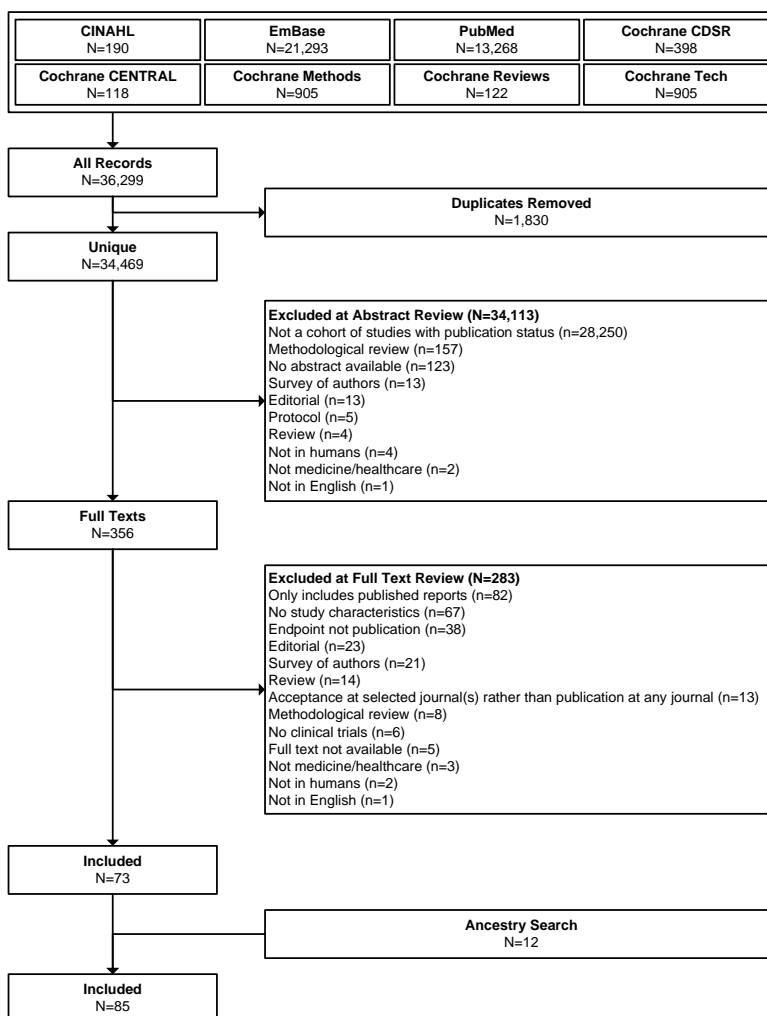 CINAHL
N=190
EmBase
N=21,293
PubMed
N=13,268
Cochrane CDSR
N=398
Cochrane CENTRAL
N=118
Cochrane Methods
N=905
Cochrane Reviews
N=122
Cochrane Tech
N=905
All Records
N=36,299
Duplicates Removed
N=1,830
Unique
N=34,469
Excluded at Abstract Review (N=34,113)
Not a cohort of studies with publication status (n=28,250)
Methodological review (n=157)
No abstract available (n=123)
Survey of authors (n=13)
Editorial (n=13)
Protocol (n=5)
Review (n=4)
Not in humans (n=4)
Not medicine/healthcare (n=2)
Not in English (n=1)
Full Texts
N=356
Excluded at Full Text Review (N=283)
Only includes published reports (n=82)
No study characteristics (n=67)
Endpoint not publication (n=38)
Editorial (n=23)
Survey of authors (n=21)
Review (n=14)
Acceptance at selected journal(s) rather than publication at any journal (n=13)
Methodological review (n=8)
No clinical trials (n=6)
Full text not available (n=5)
Not medicine/healthcare (n=3)
Not in humans (n=2)
Not in English (n=1)
Included
N=73
Ancestry Search
N=12
Included
N=85